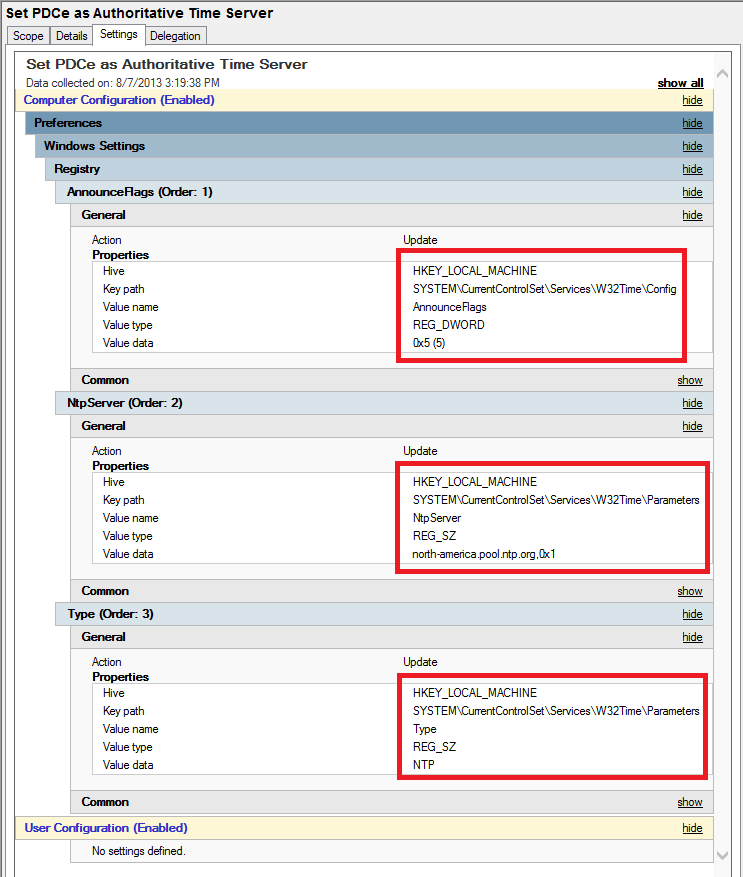 Set PDCe as Authoritative Time Server
Scope Details Settings Delegation
Set PDCe as Authoritative Time Server
Data collected on: 8/7/2013 3:19:38 PM show all
Computer Configuration (Enabled) hide
Preferences hide
Windows Settings hide
Registry hide
AnnounceFlags (Order: 1) hide
General hide
Action Update
Properties
Hive HKEY_LOCAL_MACHINE
Key path SYSTEM\CurrentControlSet\Services\W32Time\Config
Value name AnnounceFlags
Value type REG_DWORD
Value data 0x5 (5)
Common show
NtpServer (Order: 2) hide
General hide
Action Update
Properties
Hive HKEY_LOCAL_MACHINE
Key path SYSTEM\CurrentControlSet\Services\W32Time\Parameters
Value name NtpServer
Value type REG_SZ
Value data north-america.pool.ntp.org,0x1
Common show
Type (Order: 3) hide
General hide
Action Update
Properties
Hive HKEY_LOCAL_MACHINE
Key path SYSTEM\CurrentControlSet\Services\W32Time\Parameters
Value name Type
Value type REG_SZ
Value data NTP
Common show
User Configuration (Enabled) hide
No settings defined.